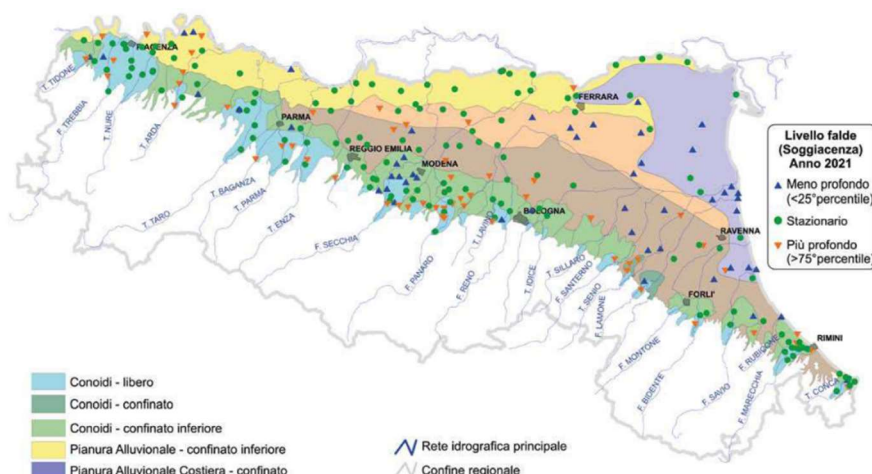 PIACENZA
T. TIDONE
F. TREBBIA
T. NURE
T. ARDA
PARMA
REGGIO EMILIA
MODENA
FERRARA
BOLOGNA
RAVENNA
FORLI'
RIMINI
T. TARO
T. BAGANZA
T. PARMA
T. ENZA
F. SECCHIA
F. PANARO
F. RENO
T. LAVINO
T. IDICE
T. SILLARO
F. SANTERNO
T. SENIO
F. LAMONE
F. MONTONE
F. BIDENTE
F. SAVIO
F. RUBICONE
F. MARECCHIA
T. CONCA
Livello falde
(Soggiacenza)
Anno 2021
Meno profondo
(<25°percentile)
Stazionario
Più profondo
(>75°percentile)
Conoidi - libero
Conoidi - confinato
Conoidi - confinato inferiore
Pianura Alluvionale - confinato inferiore
Pianura Alluvionale Costiera - confinato
Rete idrografica principale
Confine regionale